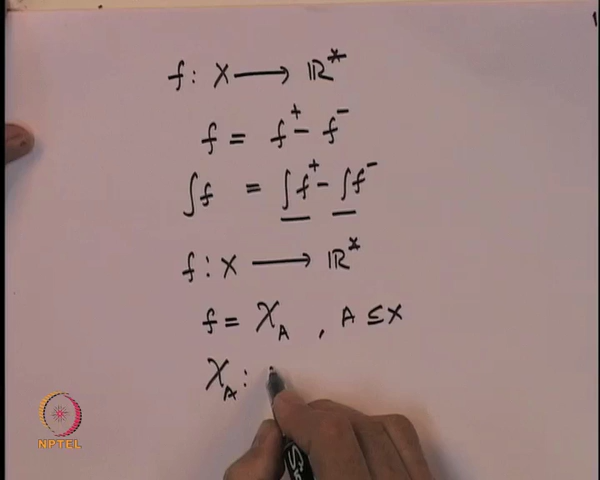 f : X ⟶ ℝ*
f = f⁺ - f⁻
∫f = ∫f⁺ - ∫f⁻
f : X ⟶ ℝ*
f = χ_A , A ⊆ X
χ_A :
NPTEL